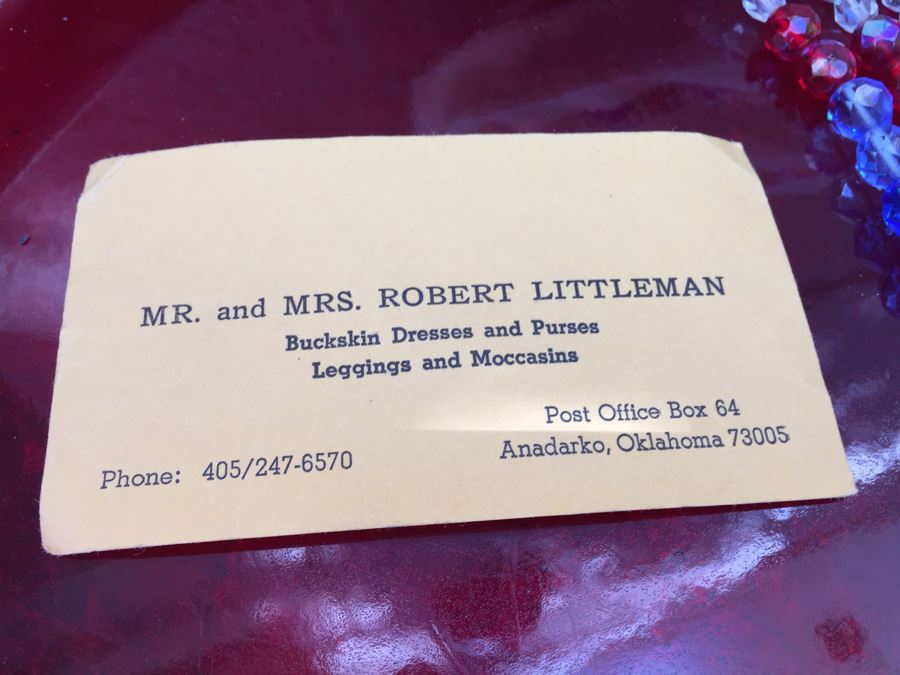 MR. and MRS. ROBERT LITTLEMAN
Buckskin Dresses and Purses
Leggings and Moccasins
Post Office Box 64
Anadarko, Oklahoma 73005
Phone: 405/247-6570